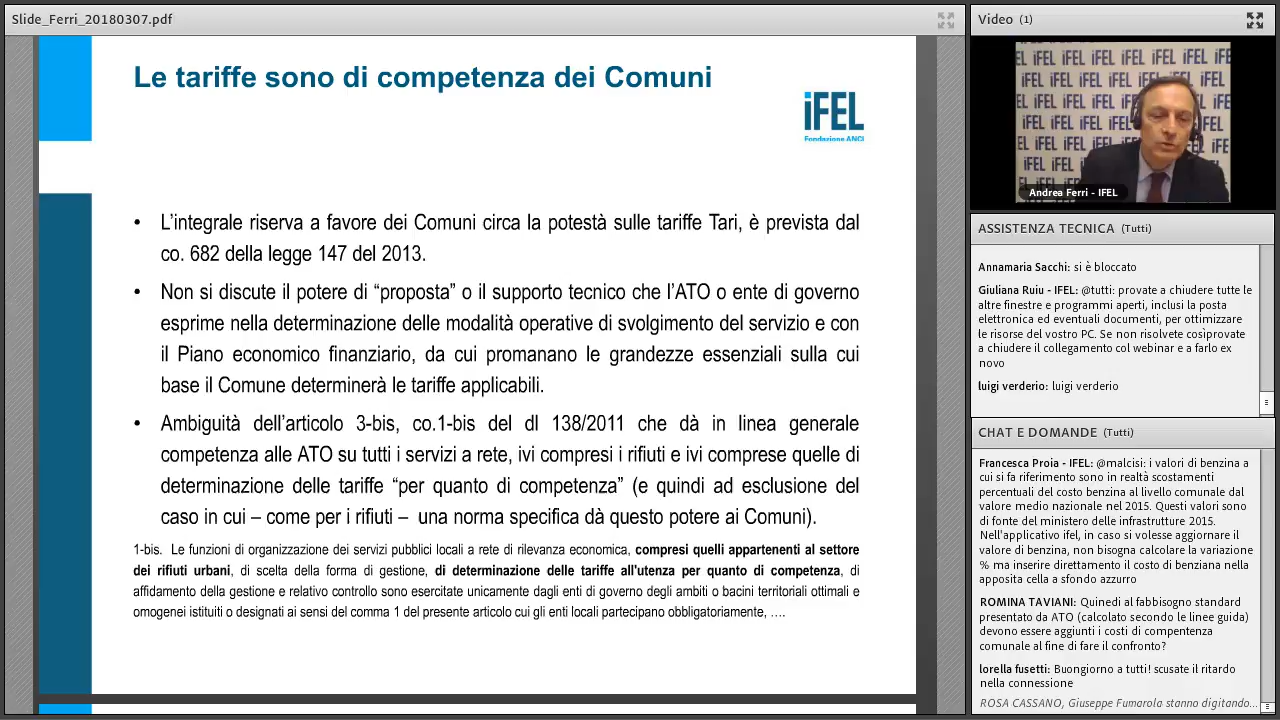 Slide_Ferri_20180307.pdf
Le tariffe sono di competenza dei Comuni
iFEL
Fondazione ANCI
• L'integrale riserva a favore dei Comuni circa la potestà sulle tariffe Tari, è prevista dal
co. 682 della legge 147 del 2013.
• Non si discute il potere di "proposta" o il supporto tecnico che l'ATO o ente di governo
esprime nella determinazione delle modalità operative di svolgimento del servizio e con
il Piano economico finanziario, da cui promanano le grandezze essenziali sulla cui
base il Comune determinerà le tariffe applicabili.
• Ambiguità dell'articolo 3-bis, co.1-bis del dl 138/2011 che dà in linea generale
competenza alle ATO su tutti i servizi a rete, ivi compresi i rifiuti e ivi comprese quelle di
determinazione delle tariffe "per quanto di competenza" (e quindi ad esclusione del
caso in cui – come per i rifiuti – una norma specifica dà questo potere ai Comuni).
1-bis. Le funzioni di organizzazione dei servizi pubblici locali a rete di rilevanza economica, compresi quelli appartenenti al settore
dei rifiuti urbani, di scelta della forma di gestione, di determinazione delle tariffe all'utenza per quanto di competenza, di
affidamento della gestione e relativo controllo sono esercitate unicamente dagli enti di governo degli ambiti o bacini territoriali ottimali e
omogenei istituiti o designati ai sensi del comma 1 del presente articolo cui gli enti locali partecipano obbligatoriamente, ….
Video (1)
Andrea Ferri - IFEL
ASSISTENZA TECNICA (Tutti)
Annamaria Sacchi: si è bloccato
Giuliana Ruiu - IFEL: @tutti: provate a chiudere tutte le
altre finestre e programmi aperti, inclusi la posta
elettronica ed eventuali documenti, per ottimizzare
le risorse del vostro PC. Se non risolvete cosiprovate
a chiudere il collegamento col webinar e a farlo ex
novo
luigi verderio: luigi verderio
CHAT E DOMANDE (Tutti)
Francesca Proia - IFEL: @malcisi: i valori di benzina a
cui si fa riferimento sono in realtà scostamenti
percentuali del costo benzina al livello comunale dal
valore medio nazionale nel 2015. Questi valori sono
di fonte del ministero delle infrastrutture 2015.
Nell'applicativo ifel, in caso si volesse aggiornare il
valore di benzina, non bisogna calcolare la variazione
% ma inserire direttamento il costo di benziana nella
apposita cella a sfondo azzurro
ROMINA TAVIANI: Quinedi al fabbisogno standard
presentato da ATO (calcolato secondo le linee guida)
devono essere aggiunti i costi di compentenza
comunale al fine di fare il confronto?
lorella fusetti: Buongiorno a tutti! scusate il ritardo
nella connessione
ROSA CASSANO, Giuseppe Fumarola stanno digitando...